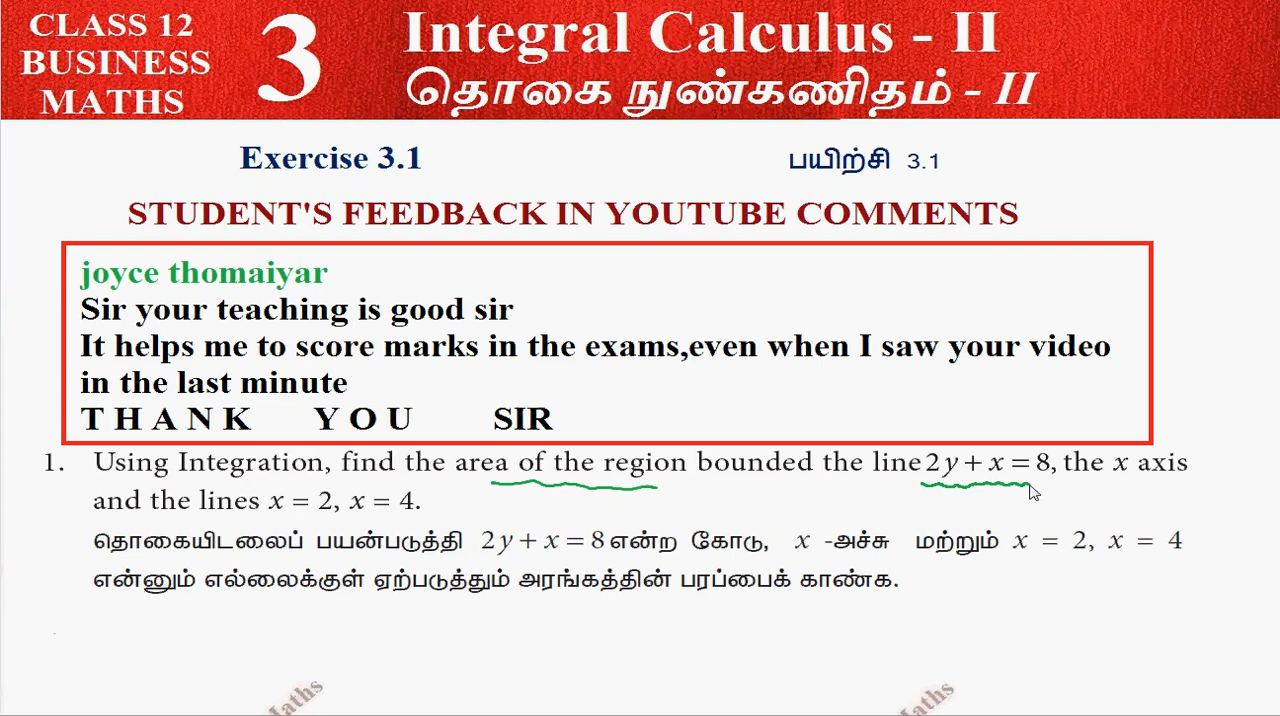 CLASS 12
BUSINESS
MATHS
3
Integral Calculus - II
தொகை நுண்கணிதம் - II
Exercise 3.1
பயிற்சி 3.1
STUDENT'S FEEDBACK IN YOUTUBE COMMENTS
joyce thomaiyar
Sir your teaching is good sir
It helps me to score marks in the exams,even when I saw your video
in the last minute
T H A N K Y O U SIR
1. Using Integration, find the area of the region bounded the line 2y + x = 8, the x axis
and the lines x = 2, x = 4.
தொகையிடலைப் பயன்படுத்தி 2y + x = 8 என்ற கோடு, x -அச்சு மற்றும் x = 2, x = 4
என்னும் எல்லைக்குள் ஏற்படுத்தும் அரங்கத்தின் பரப்பைக் காண்க.
Maths Maths